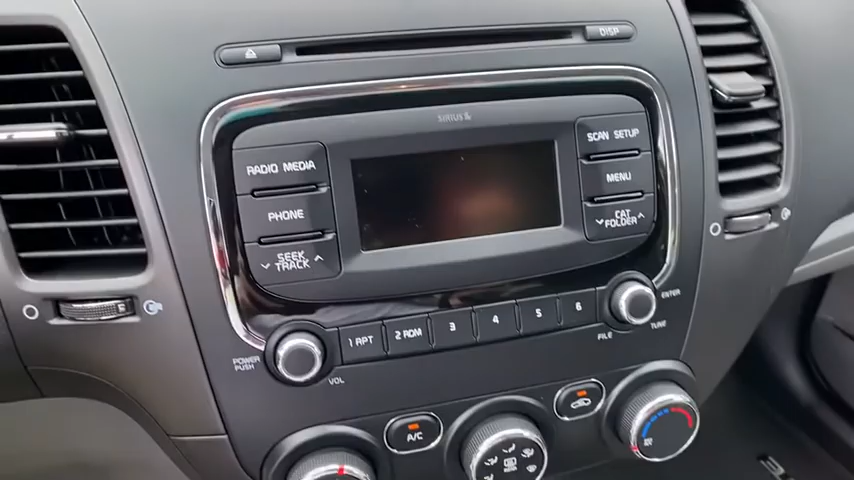 DISP
SIRIUS
RADIO MEDIA
SCAN SETUP
PHONE
MENU
SEEK
TRACK
CAT
FOLDER
POWER
PUSH
VOL
1 RPT
2 RDM
3
4
5
6
ENTER
FILE
TUNE
A/C